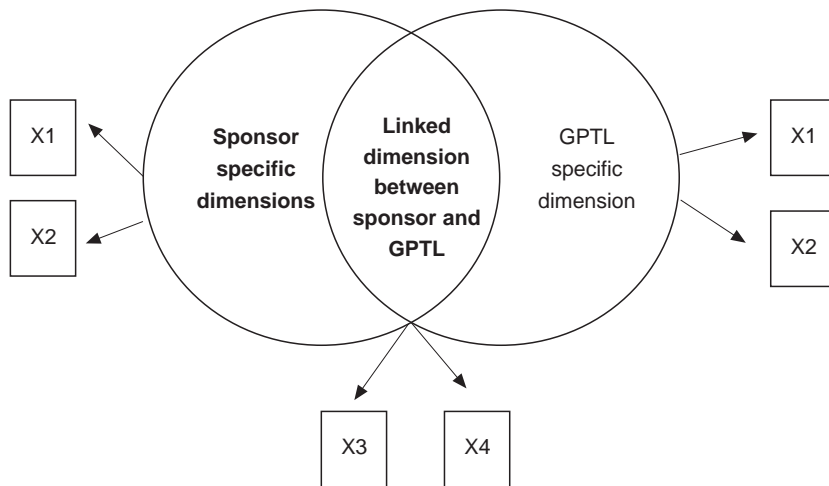 X1
X2
Sponsor
specific
dimensions
Linked
dimension
between
sponsor and
GPTL
GPTL
specific
dimension
X1
X2
X3
X4